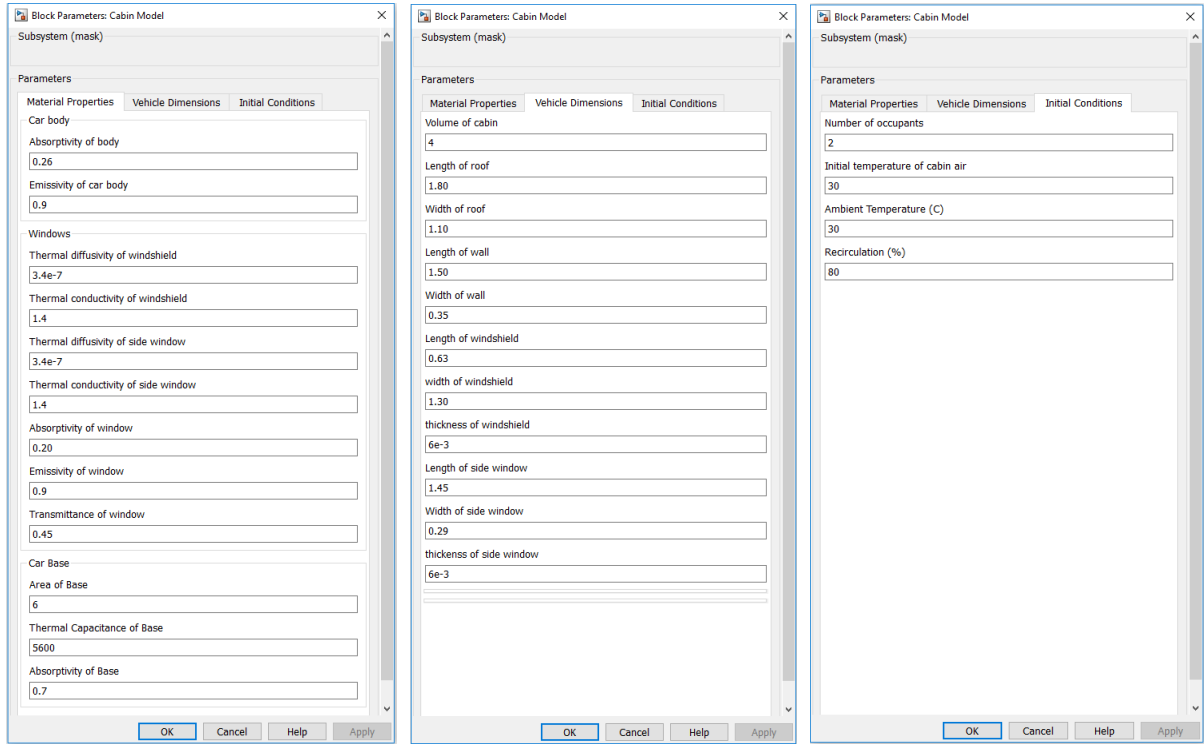 Block Parameters: Cabin Model
Subsystem (mask)
Parameters
Material Properties Vehicle Dimensions Initial Conditions
Car body
Absorptivity of body
0.26
Emissivity of car body
0.9
Windows
Thermal diffusivity of windshield
3.4e-7
Thermal conductivity of windshield
1.4
Thermal diffusivity of side window
3.4e-7
Thermal conductivity of side window
1.4
Absorptivity of window
0.20
Emissivity of window
0.9
Transmittance of window
0.45
Car Base
Area of Base
6
Thermal Capacitance of Base
5600
Absorptivity of Base
0.7
OK Cancel Help Apply
Block Parameters: Cabin Model
Subsystem (mask)
Parameters
Material Properties Vehicle Dimensions Initial Conditions
Volume of cabin
4
Length of roof
1.80
Width of roof
1.10
Length of wall
1.50
Width of wall
0.35
Length of windshield
0.63
width of windshield
1.30
thickness of windshield
6e-3
Length of side window
1.45
Width of side window
0.29
thickenss of side window
6e-3
OK Cancel Help Apply
Block Parameters: Cabin Model
Subsystem (mask)
Parameters
Material Properties Vehicle Dimensions Initial Conditions
Number of occupants
2
Initial temperature of cabin air
30
Ambient Temperature (C)
30
Recirculation (%)
80
OK Cancel Help Apply